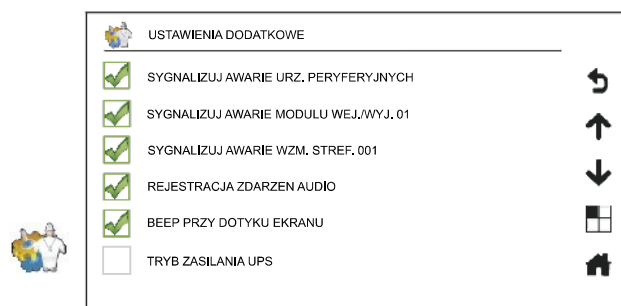 USTAWIENIA DODATKOWE
SYGNALIZUJ AWARIE URZ. PERYFERYJNYCH
SYGNALIZUJ AWARIE MODULU WEJ./WYJ. 01
SYGNALIZUJ AWARIE WZM. STREF. 001
REJESTRACJA ZDARZEN AUDIO
BEEP PRZY DOTYKU EKRANU
TRYB ZASILANIA UPS